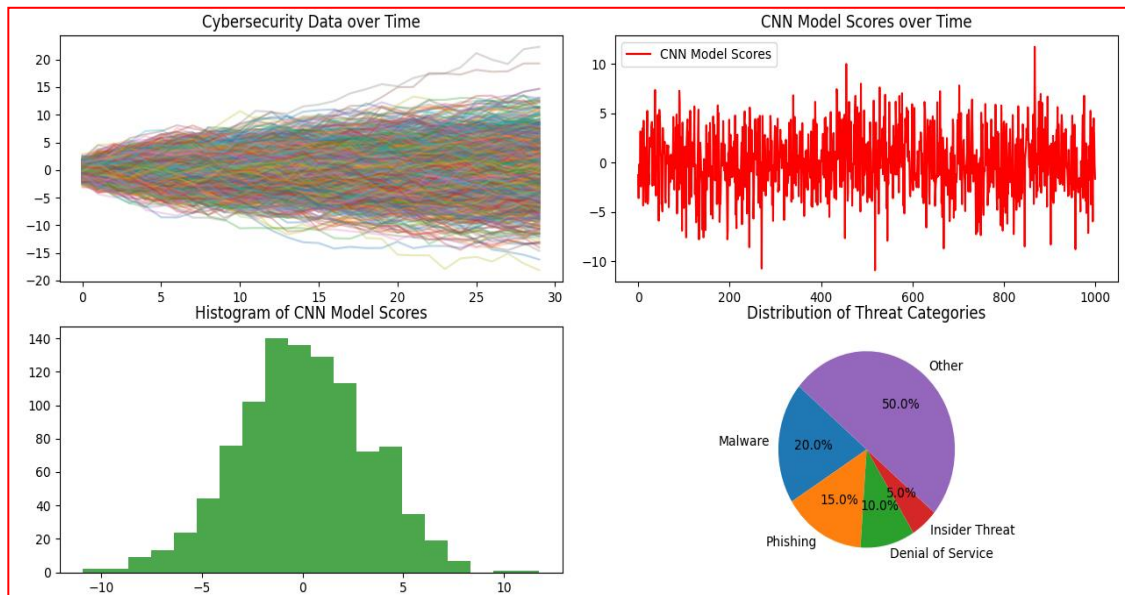 Cybersecurity Data over Time
20
15
10
5
0
−5
−10
−15
−20
0 5 10 15 20 25 30
CNN Model Scores over Time
CNN Model Scores
10
5
0
−5
−10
0 200 400 600 800 1000
Histogram of CNN Model Scores
140
120
100
80
60
40
20
0
−10 −5 0 5 10
Distribution of Threat Categories
Other
50.0%
Malware
20.0%
15.0%
Phishing
10.0%
Denial of Service
5.0%
Insider Threat